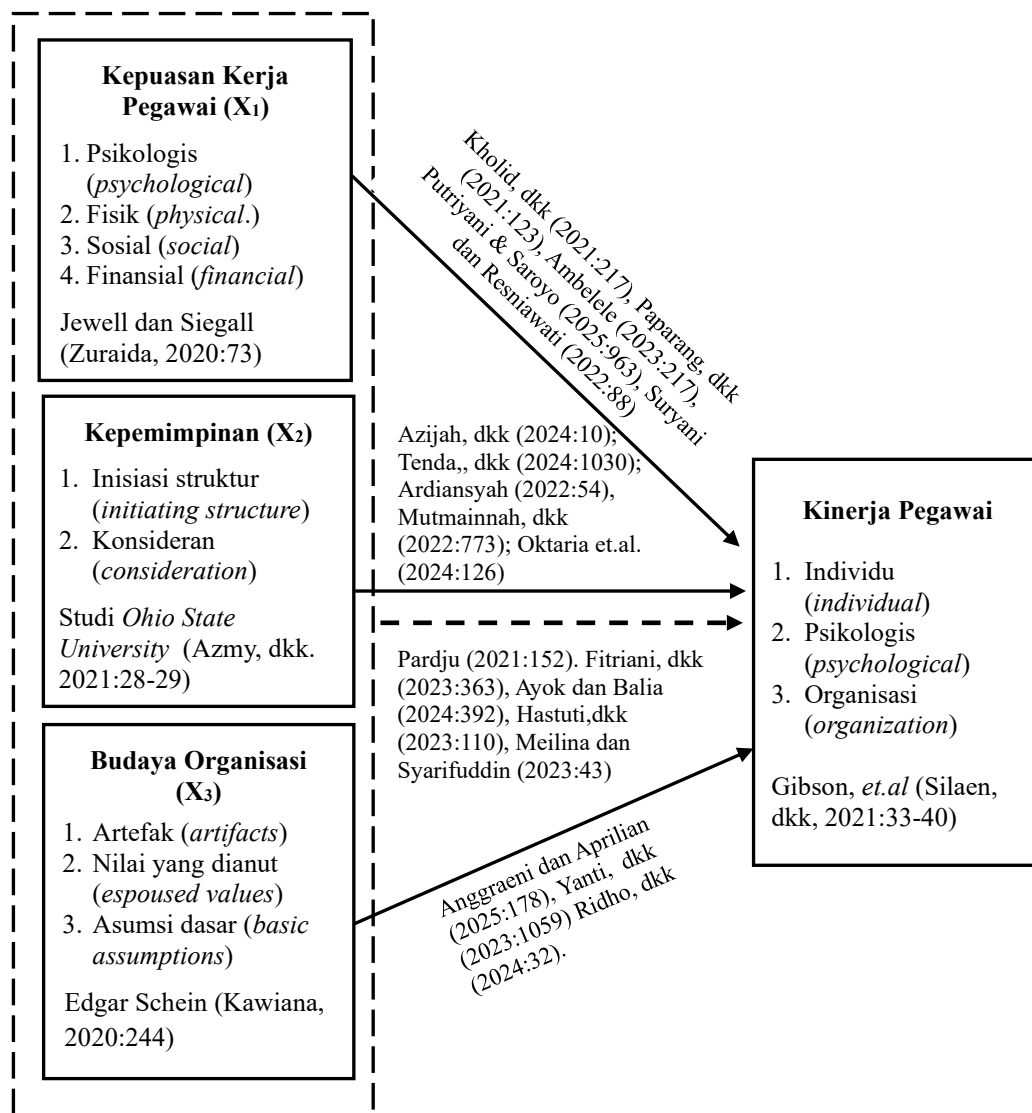 Kepuasan Kerja
Pegawai (X₁)
1. Psikologis
(psychological)
2. Fisik (physical.)
3. Sosial (social)
4. Finansial (financial)
Jewell dan Siegall
(Zuraida, 2020:73)
Kepemimpinan (X₂)
1. Inisiasi struktur
(initiating structure)
2. Konsideran
(consideration)
Studi Ohio State
University (Azmy, dkk.
2021:28-29)
Budaya Organisasi
(X₃)
1. Artefak (artifacts)
2. Nilai yang dianut
(espoused values)
3. Asumsi dasar (basic
assumptions)
Edgar Schein (Kawiana,
2020:244)
Kholid, dkk (2021:217), Paparang, dkk
(2021:123), Ambelele (2023:217),
Putriyani & Saroyo (2025:963), Suryani
dan Resniawati (2022:88)
Azijah, dkk (2024:10);
Tenda,, dkk (2024:1030);
Ardiansyah (2022:54),
Mutmainnah, dkk
(2022:773); Oktaria et.al.
(2024:126)
Pardju (2021:152). Fitriani, dkk
(2023:363), Ayok dan Balia
(2024:392), Hastuti,dkk
(2023:110), Meilina dan
Syarifuddin (2023:43)
Anggraeni dan Aprilian
(2025:178), Yanti, dkk
(2023:1059) Ridho, dkk
(2024:32).
Kinerja Pegawai
1. Individu
(individual)
2. Psikologis
(psychological)
3. Organisasi
(organization)
Gibson, et.al (Silaen,
dkk, 2021:33-40)